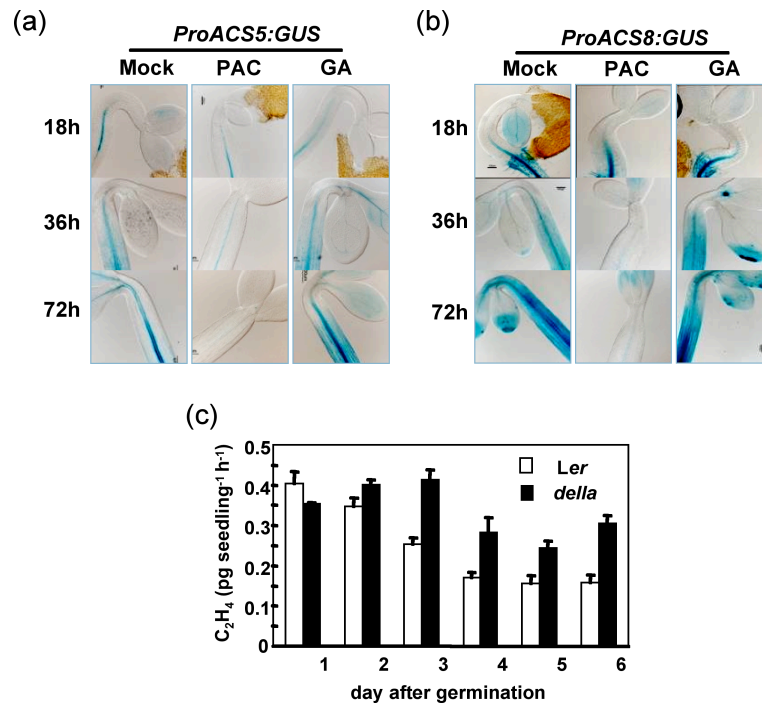 (a)
ProACS5:GUS
Mock PAC GA
18h
36h
72h
(b)
ProACS8:GUS
Mock PAC GA
18h
36h
72h
(c)
C₂H₄ (pg seedling⁻¹ h⁻¹)
0.5
0.4
0.3
0.2
0.1
0
Ler
della
1 2 3 4 5 6
day after germination